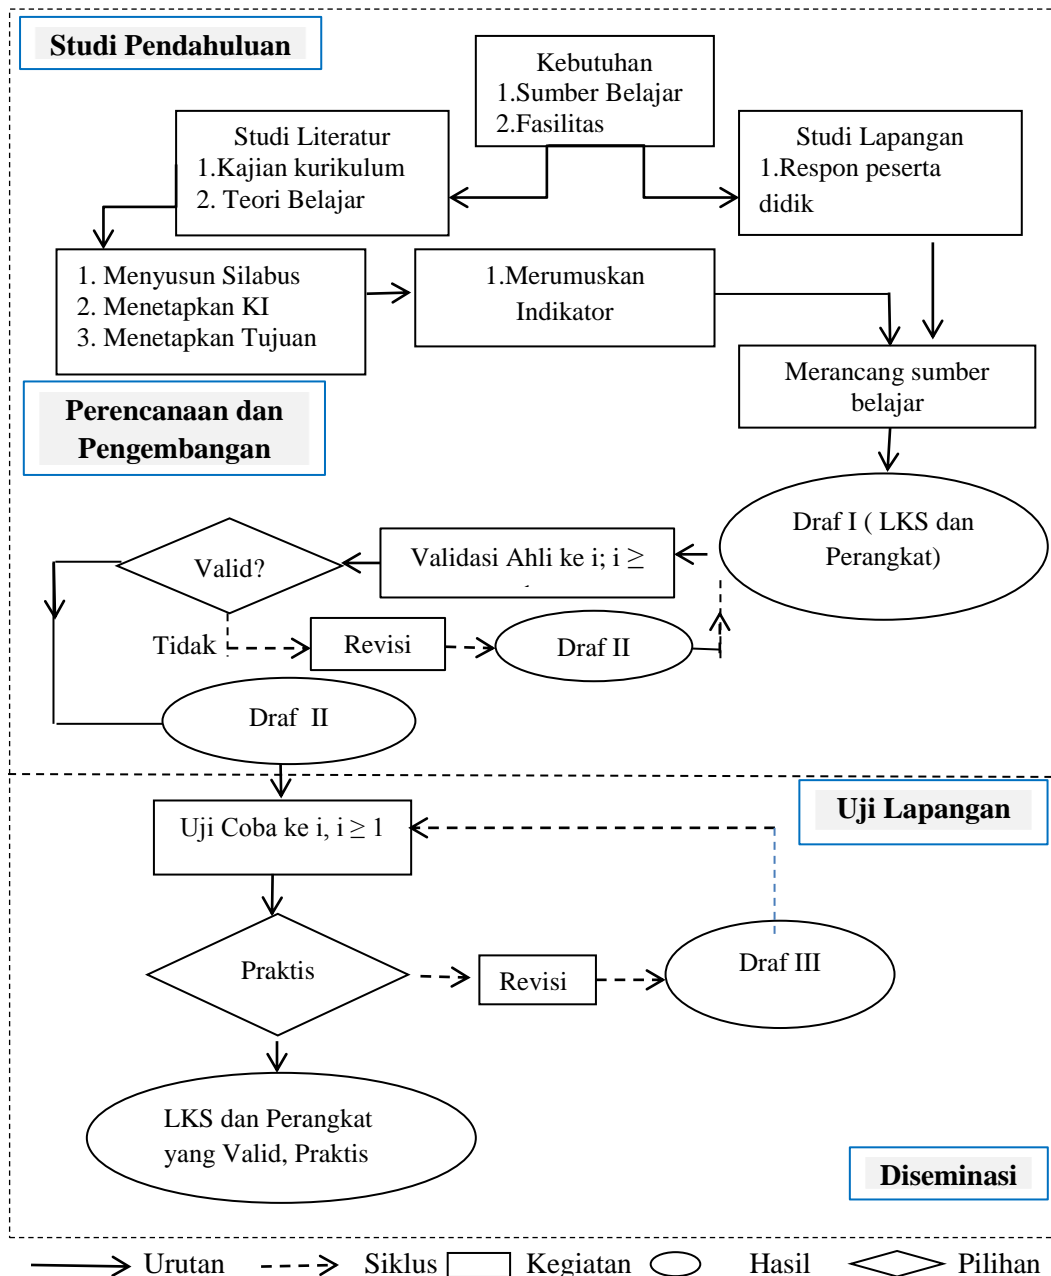 Studi Pendahuluan
Kebutuhan
1.Sumber Belajar
2.Fasilitas
Studi Literatur
1.Kajian kurikulum
2. Teori Belajar
Studi Lapangan
1.Respon peserta
didik
1. Menyusun Silabus
2. Menetapkan KI
3. Menetapkan Tujuan
1.Merumuskan
Indikator
Merancang sumber
belajar
Perencanaan dan
Pengembangan
Draf I ( LKS dan
Perangkat)
Validasi Ahli ke i; i ≥
Valid?
Tidak
Revisi
Draf II
Draf II
Uji Lapangan
Uji Coba ke i, i ≥ 1
Praktis
Revisi
Draf III
LKS dan Perangkat
yang Valid, Praktis
Diseminasi
Urutan Siklus Kegiatan Hasil Pilihan